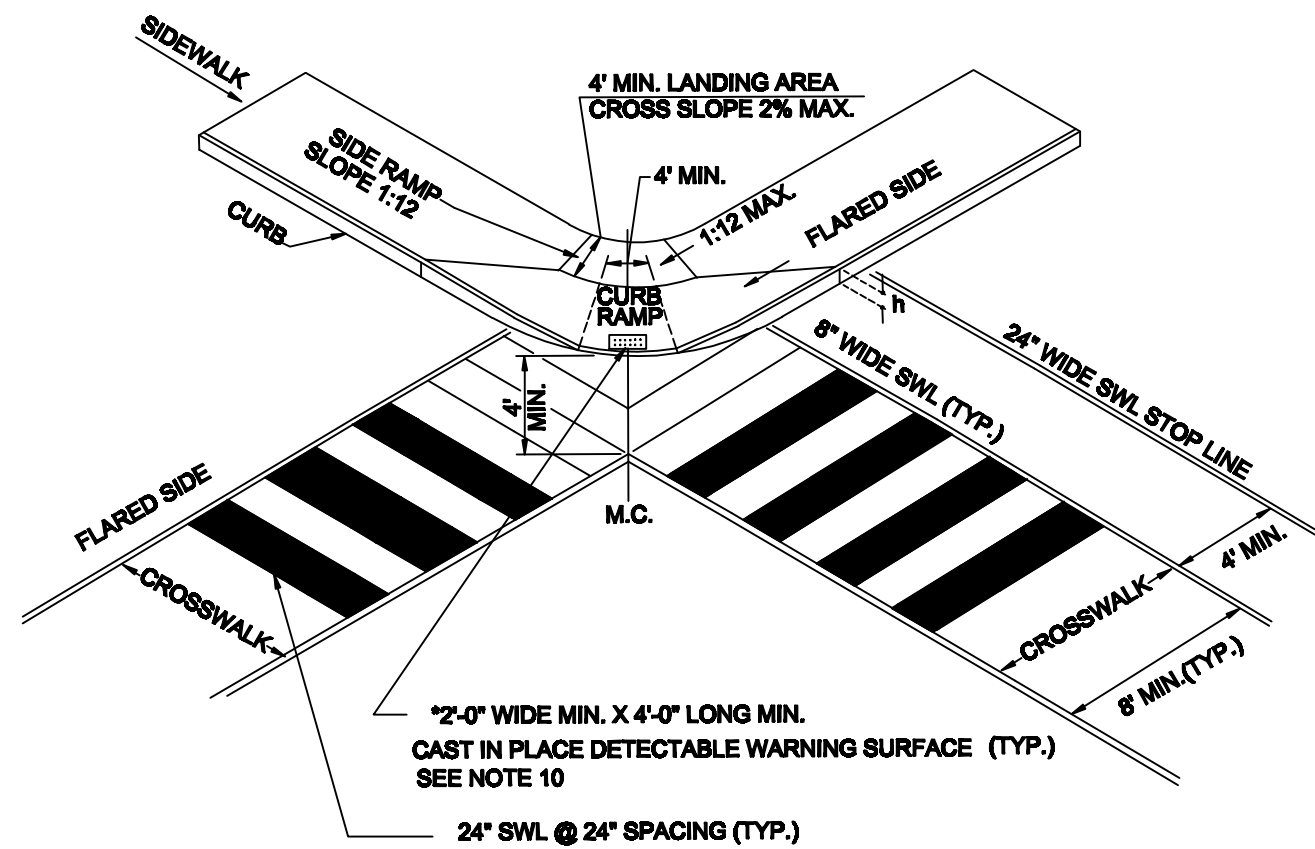 SIDEWALK
4' MIN. LANDING AREA
CROSS SLOPE 2% MAX.
SIDE RAMP
SLOPE 1:12
4' MIN.
1:12 MAX.
FLARED SIDE
CURB
CURB
RAMP
h
8" WIDE SWL (TYP.)
24" WIDE SWL STOP LINE
4'
MIN.
FLARED SIDE
M.C.
4' MIN.
CROSSWALK
CROSSWALK
8' MIN.(TYP.)
*2'-0" WIDE MIN. X 4'-0" LONG MIN.
CAST IN PLACE DETECTABLE WARNING SURFACE (TYP.)
SEE NOTE 10
24" SWL @ 24" SPACING (TYP.)